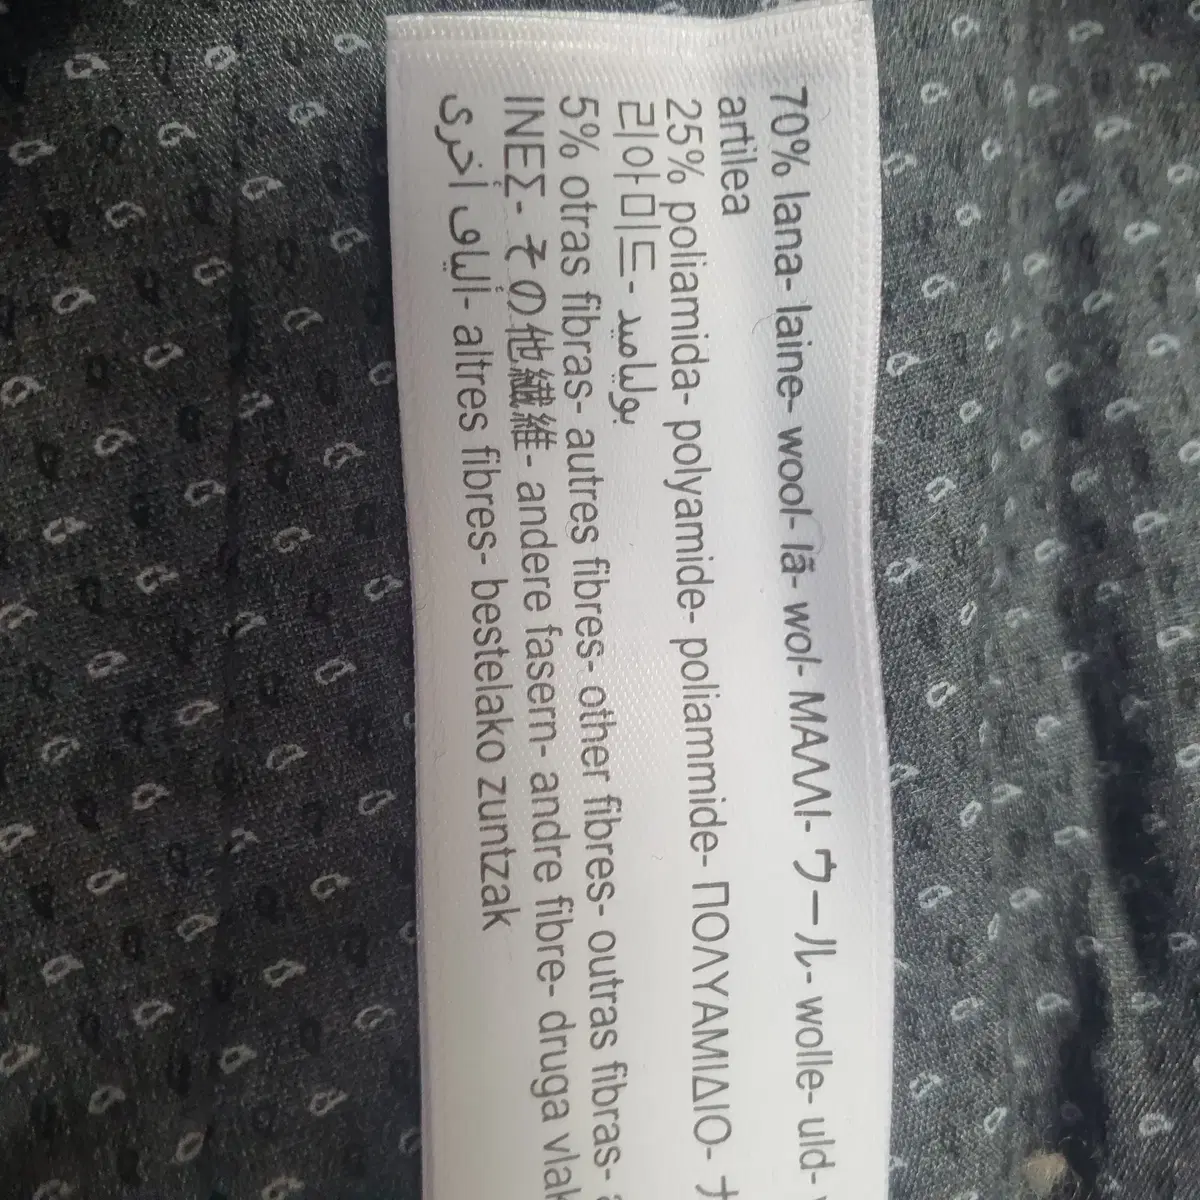 70% lana- laine- wool- lã- wol- ΜΑΛΛΙ- ウール- wolle- uld-
artilea
25% poliamida- polyamide- poliammide- ΠΟΛΥΑΜΙΔΙΟ-
리아미드- بولياميد
5% otras fibras- autres fibres- other fibres- outras fibras-
ΙΝΕΣ- その他繊維- andere fasern- andre fibre- druga
ألياف أخرى- altres fibres- bestelako zuntzak